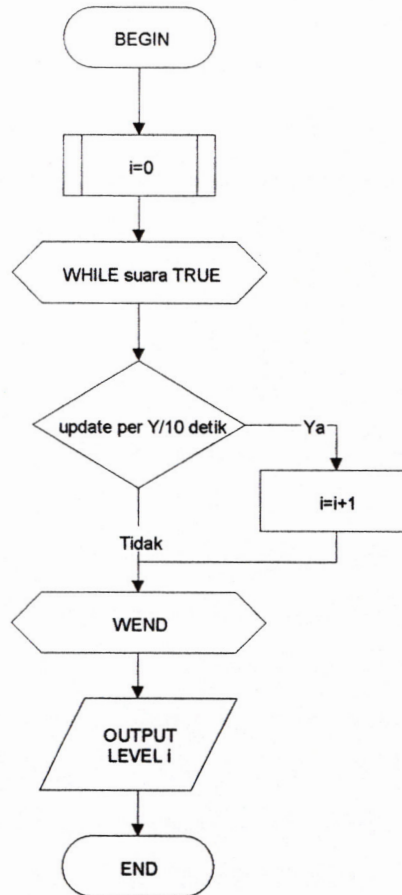 BEGIN
i=0
WHILE suara TRUE
update per Y/10 detik
Ya
i=i+1
Tidak
WEND
OUTPUT
LEVEL i
END